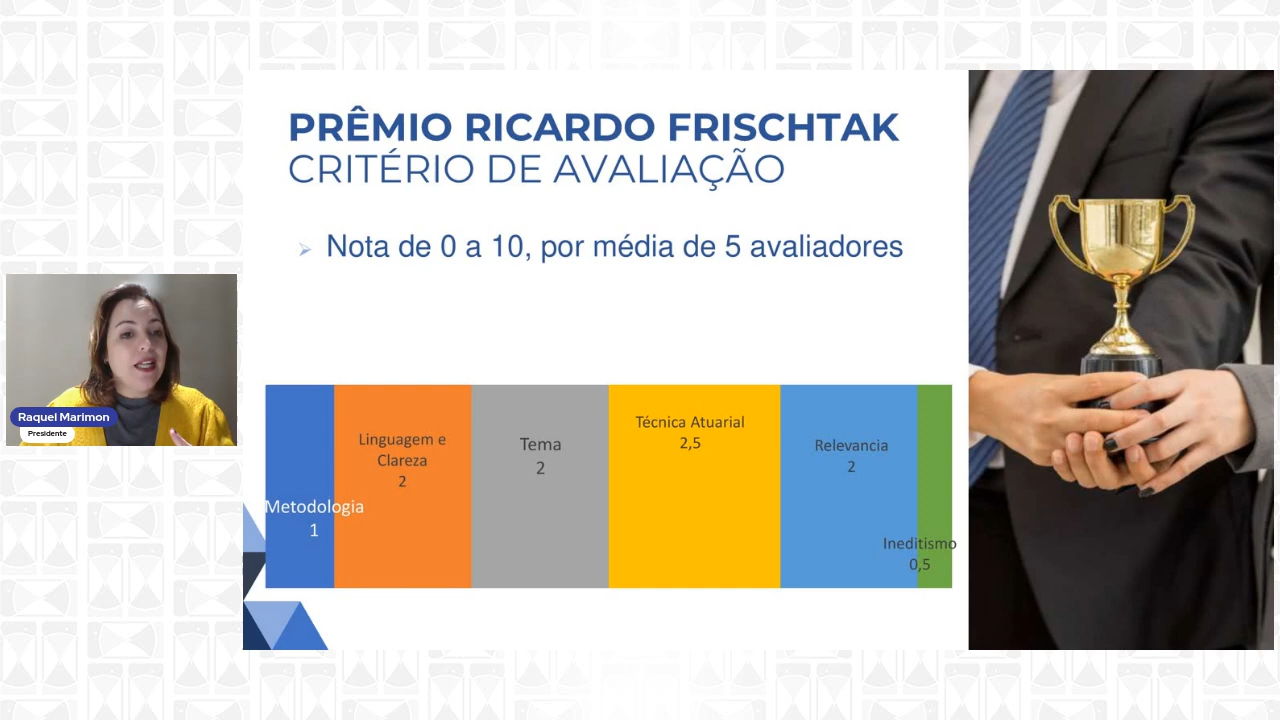 PRÊMIO RICARDO FRISCHTAK
CRITÉRIO DE AVALIAÇÃO
Nota de 0 a 10, por média de 5 avaliadores
Raquel Marimon
Presidente
Metodologia
1
Linguagem e
Clareza
2
Tema
2
Técnica Atuarial
2,5
Relevancia
2
Ineditismo
0,5